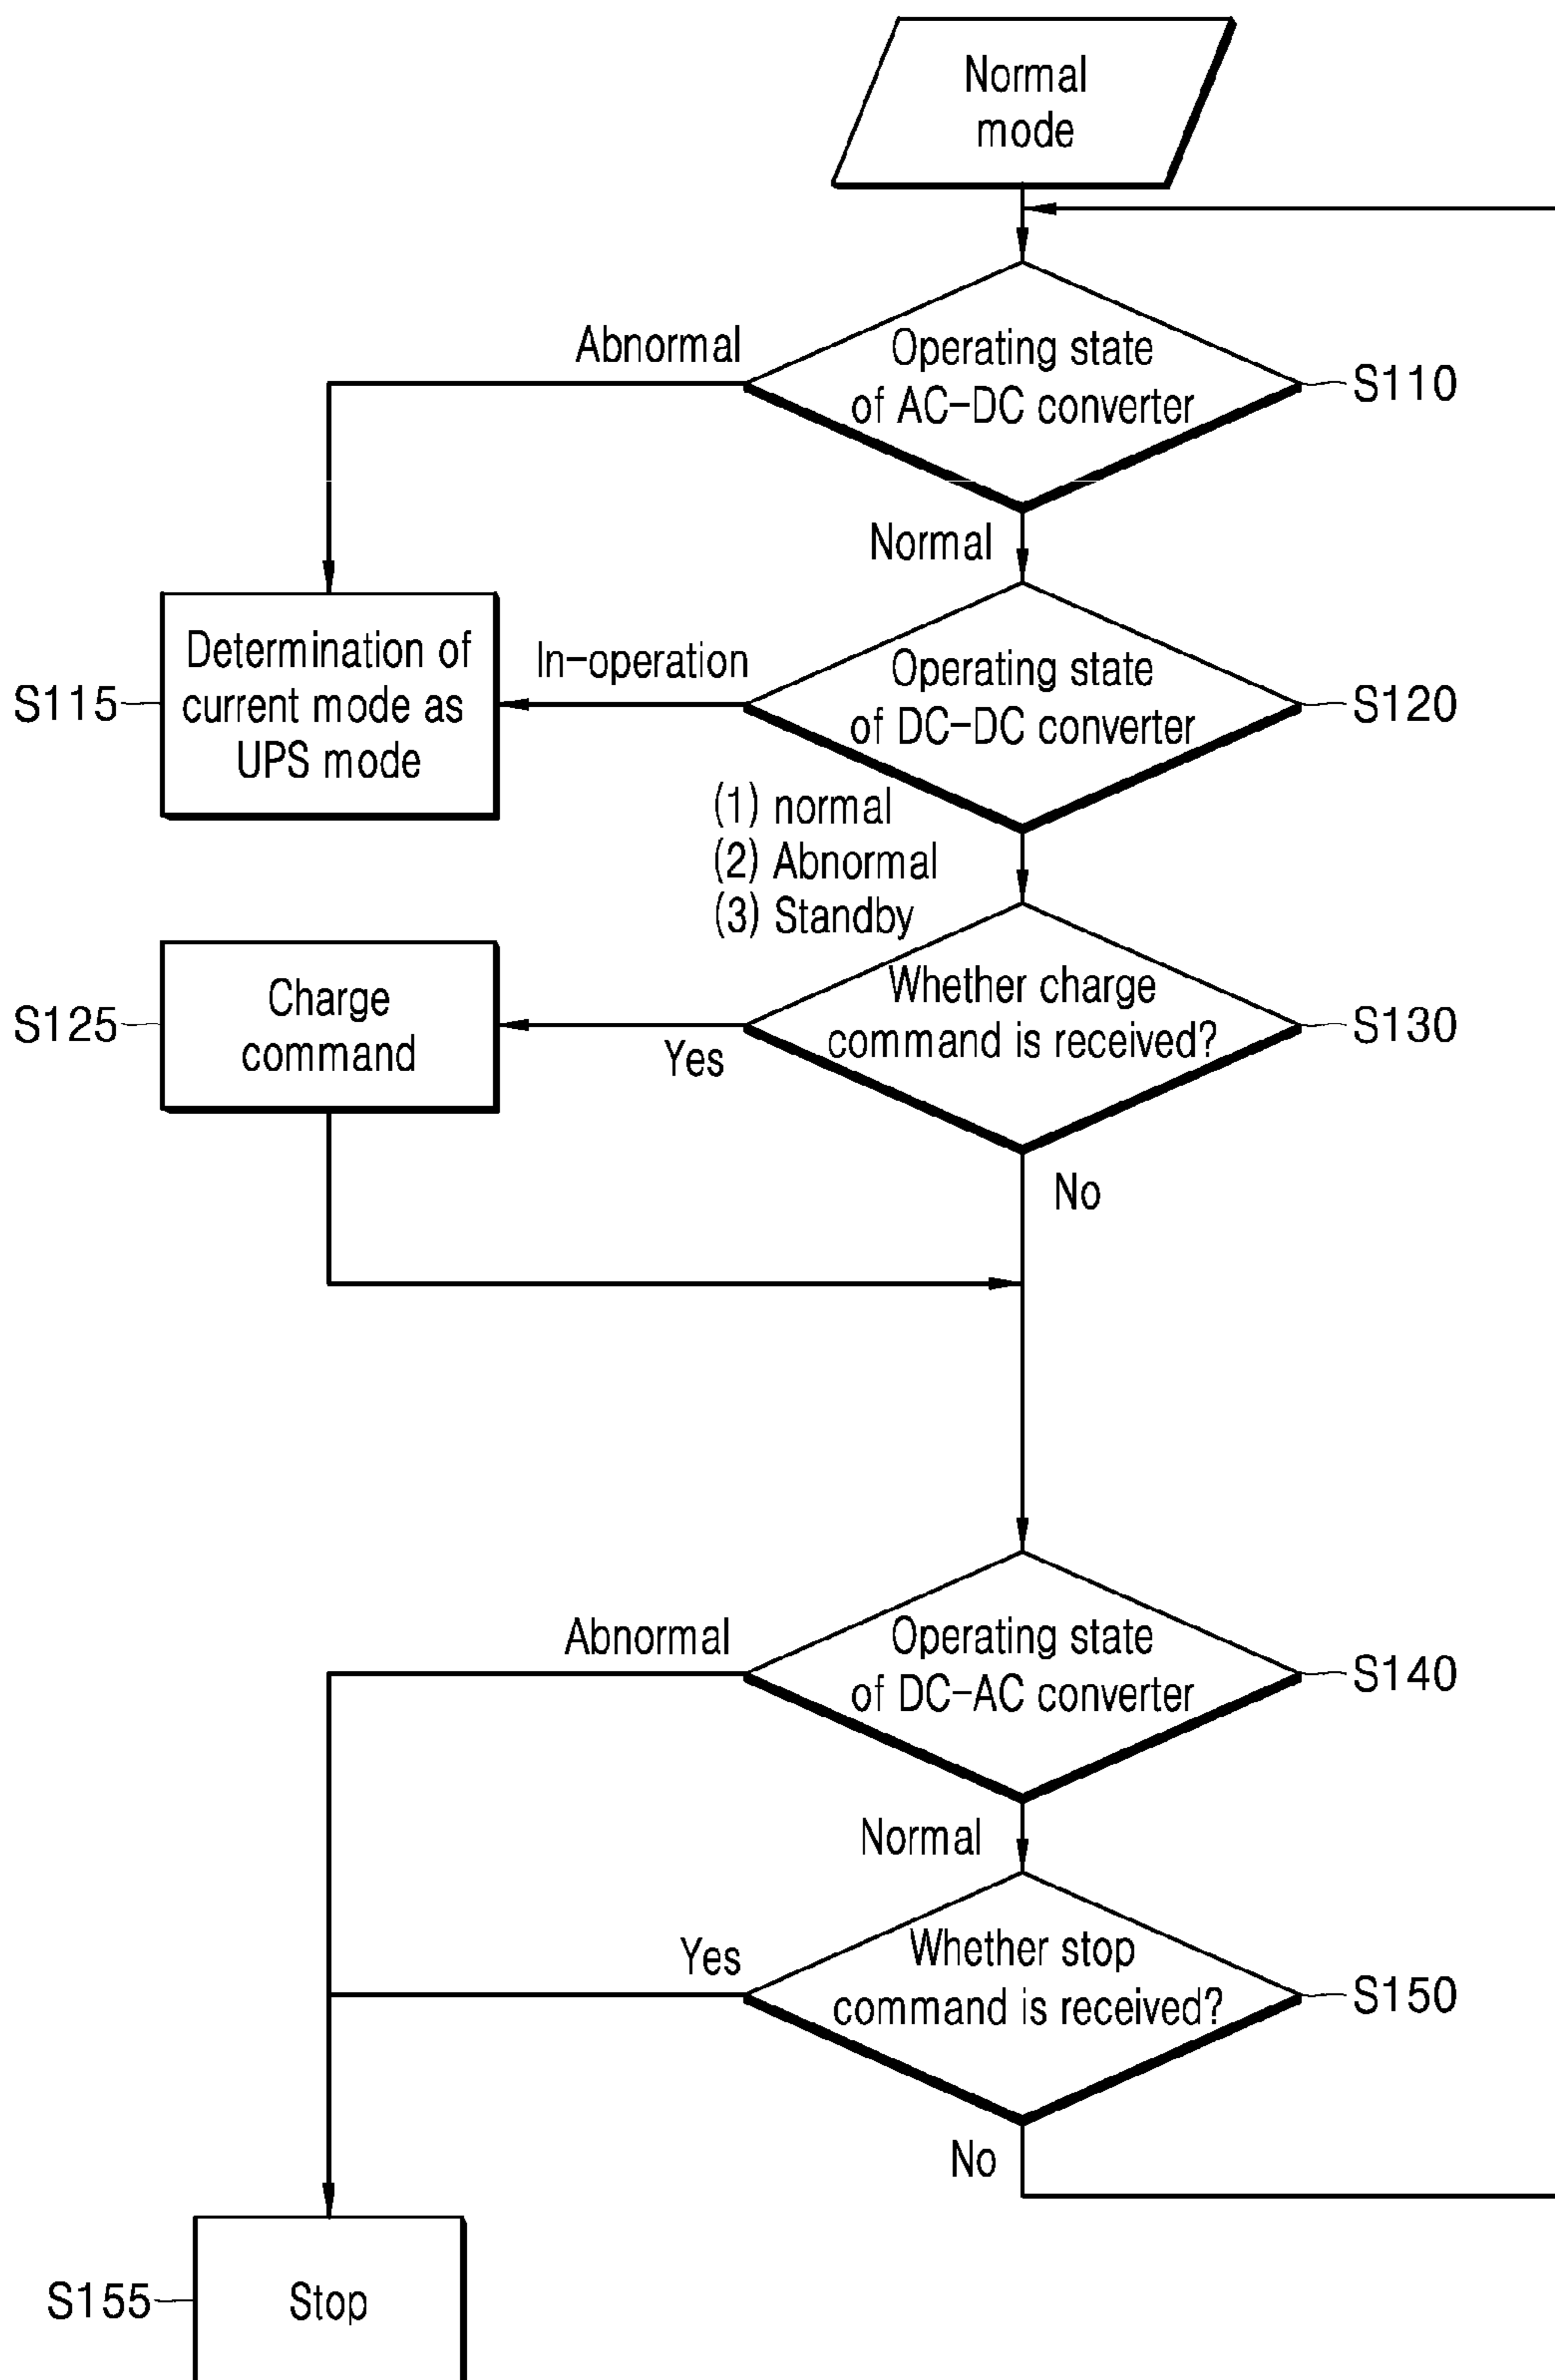 Normal
mode
Abnormal
Operating state
of AC-DC converter
S110
Normal
Determination of
current mode as
UPS mode
S115
In-operation
Operating state
of DC-DC converter
S120
(1) normal
(2) Abnormal
(3) Standby
Charge
command
S125
Yes
Whether charge
command is received?
S130
No
Abnormal
Operating state
of DC-AC converter
S140
Normal
Yes
Whether stop
command is received?
S150
No
S155
Stop